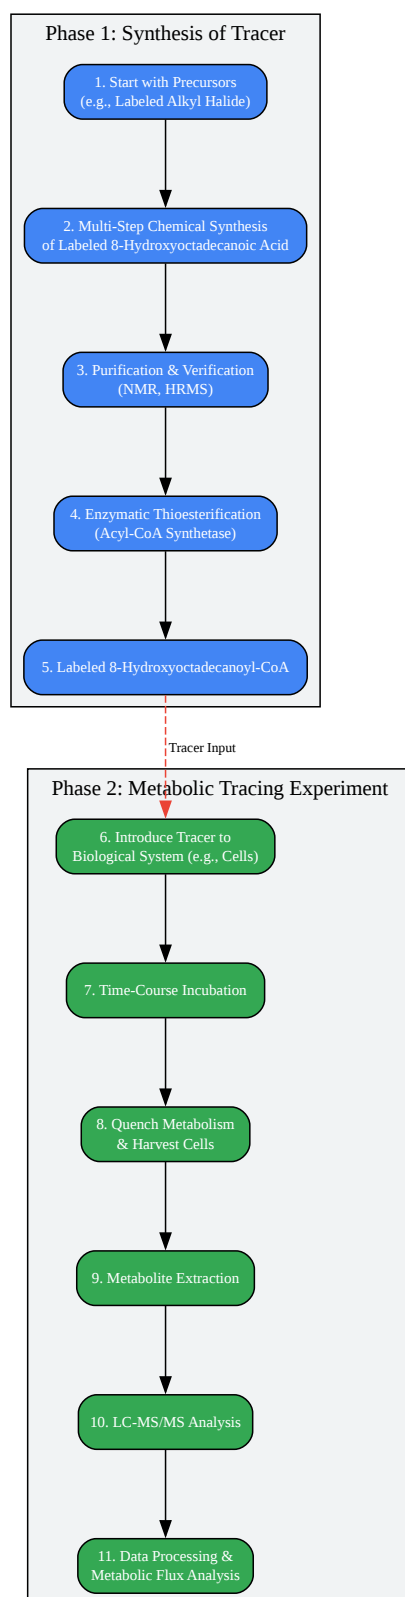 Phase 1: Synthesis of Tracer
1. Start with Precursors
(e.g., Labeled Alkyl Halide)
2. Multi-Step Chemical Synthesis
of Labeled 8-Hydroxyoctadecanoic Acid
3. Purification & Verification
(NMR, HRMS)
4. Enzymatic Thioesterification
(Acyl-CoA Synthetase)
5. Labeled 8-Hydroxyoctadecanoyl-CoA
Tracer Input
Phase 2: Metabolic Tracing Experiment
6. Introduce Tracer to
Biological System (e.g., Cells)
7. Time-Course Incubation
8. Quench Metabolism
& Harvest Cells
9. Metabolite Extraction
10. LC-MS/MS Analysis
11. Data Processing &
Metabolic Flux Analysis